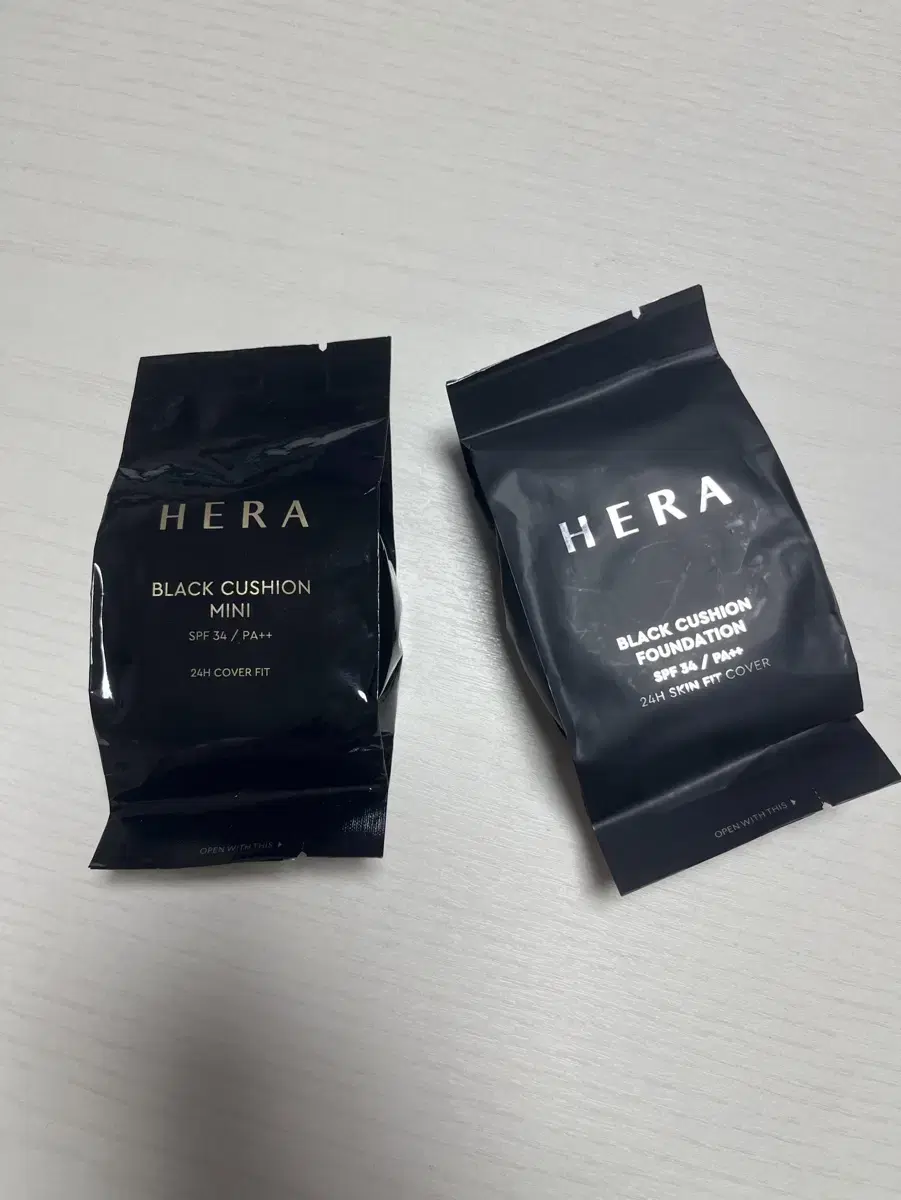 HERA
BLACK CUSHION
MINI
SPF 34 / PA++
24H COVER FIT
OPEN WITH THIS
HERA
BLACK CUSHION
FOUNDATION
SPF 34 / PA++
24H SKIN FIT COVER
OPEN WITH THIS